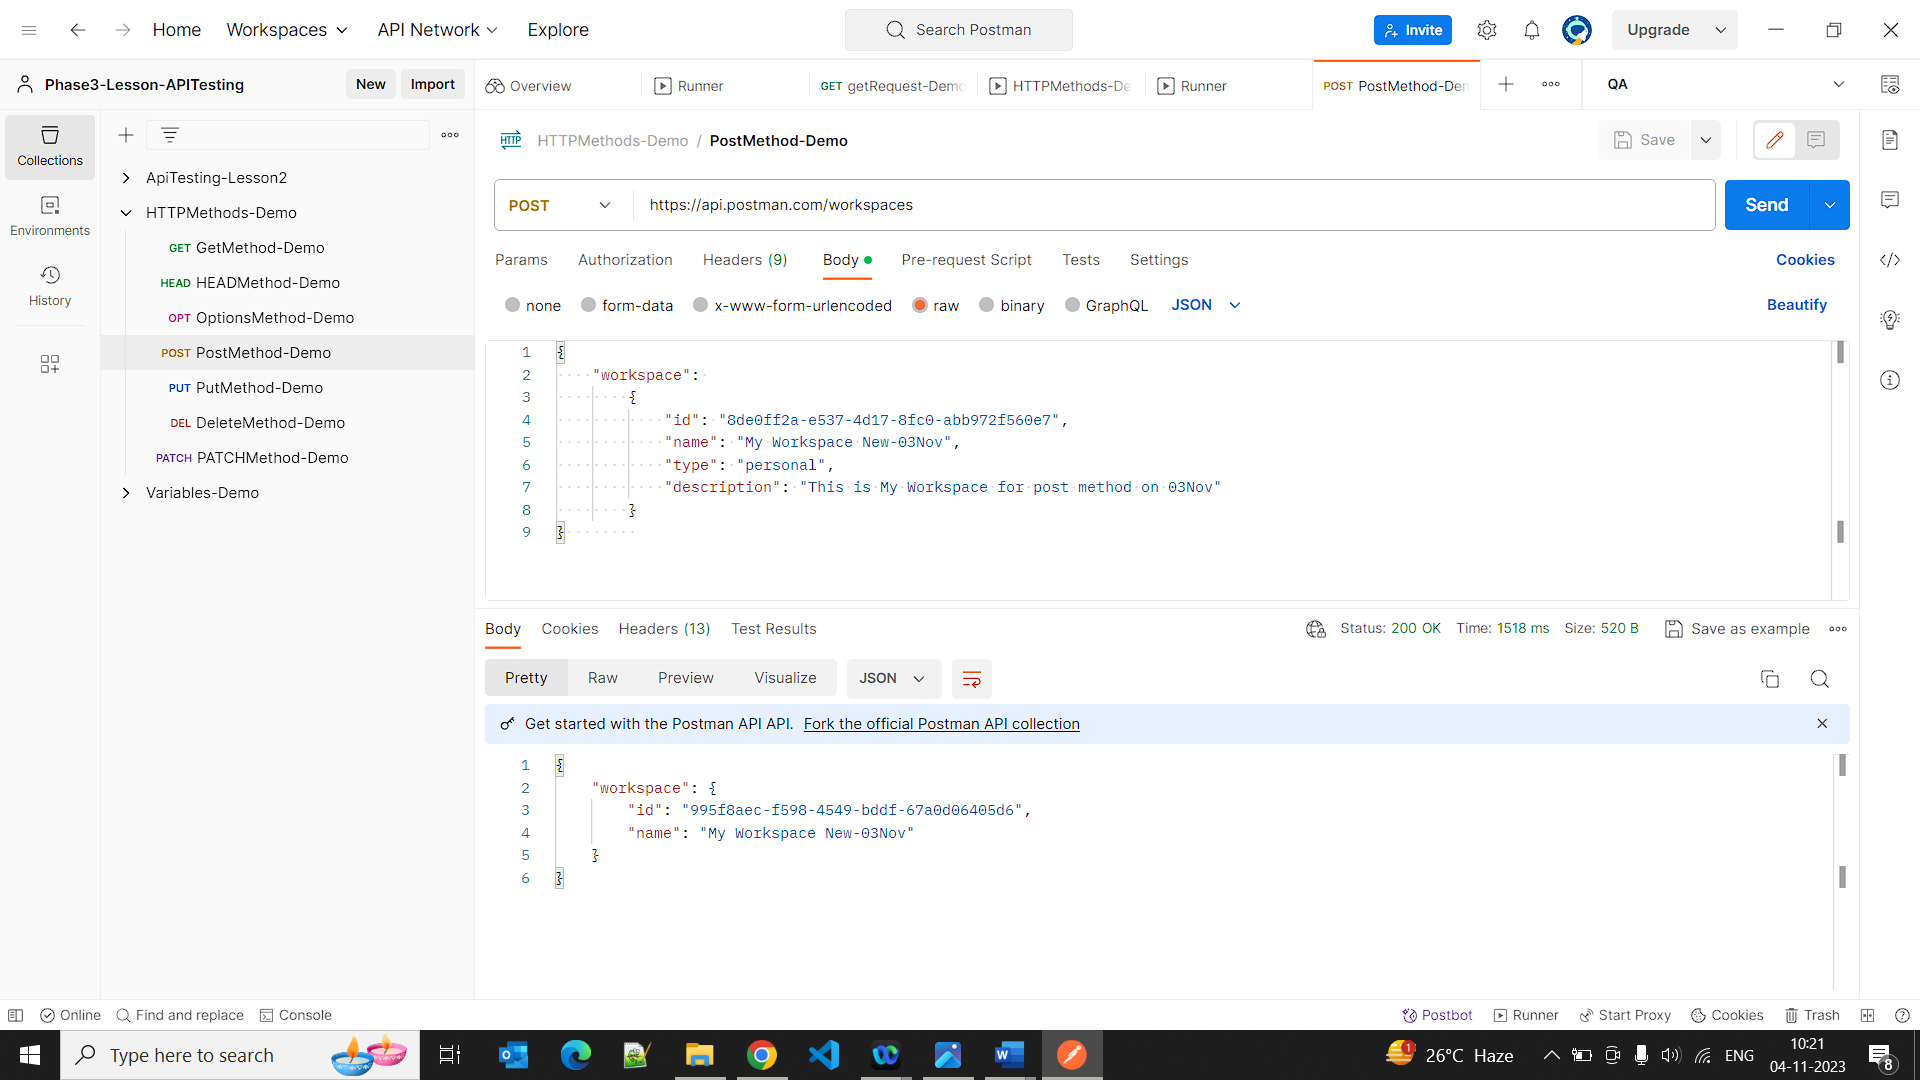 Home Workspaces API Network Explore Search Postman Invite Upgrade
Phase3-Lesson-APITesting New Import Overview Runner GET getRequest-Demo HTTPMethods-De Runner POST PostMethod-Den QA
Collections
Environments
History
ApiTesting-Lesson2
HTTPMethods-Demo
GET GetMethod-Demo
HEAD HEADMethod-Demo
OPT OptionsMethod-Demo
POST PostMethod-Demo
PUT PutMethod-Demo
DEL DeleteMethod-Demo
PATCH PATCHMethod-Demo
Variables-Demo
HTTP HTTPMethods-Demo / PostMethod-Demo Save
POST https://api.postman.com/workspaces Send
Params Authorization Headers (9) Body Pre-request Script Tests Settings Cookies
none form-data x-www-form-urlencoded raw binary GraphQL JSON Beautify
1 {
2 "workspace":
3 {
4 "id": "8de0ff2a-e537-4d17-8fc0-abb972f560e7",
5 "name": "My Workspace New-03Nov",
6 "type": "personal",
7 "description": "This is My Workspace for post method on 03Nov"
8 }
9 }
Body Cookies Headers (13) Test Results Status: 200 OK Time: 1518 ms Size: 520 B Save as example
Pretty Raw Preview Visualize JSON
Get started with the Postman API API. Fork the official Postman API collection
1 {
2 "workspace": {
3 "id": "995f8aec-f598-4549-bddf-67a0d06405d6",
4 "name": "My Workspace New-03Nov"
5 }
6 }
Online Find and replace Console Postbot Runner Start Proxy Cookies Trash
Type here to search 1 26°C Haze ENG 10:21
04-11-2023 8